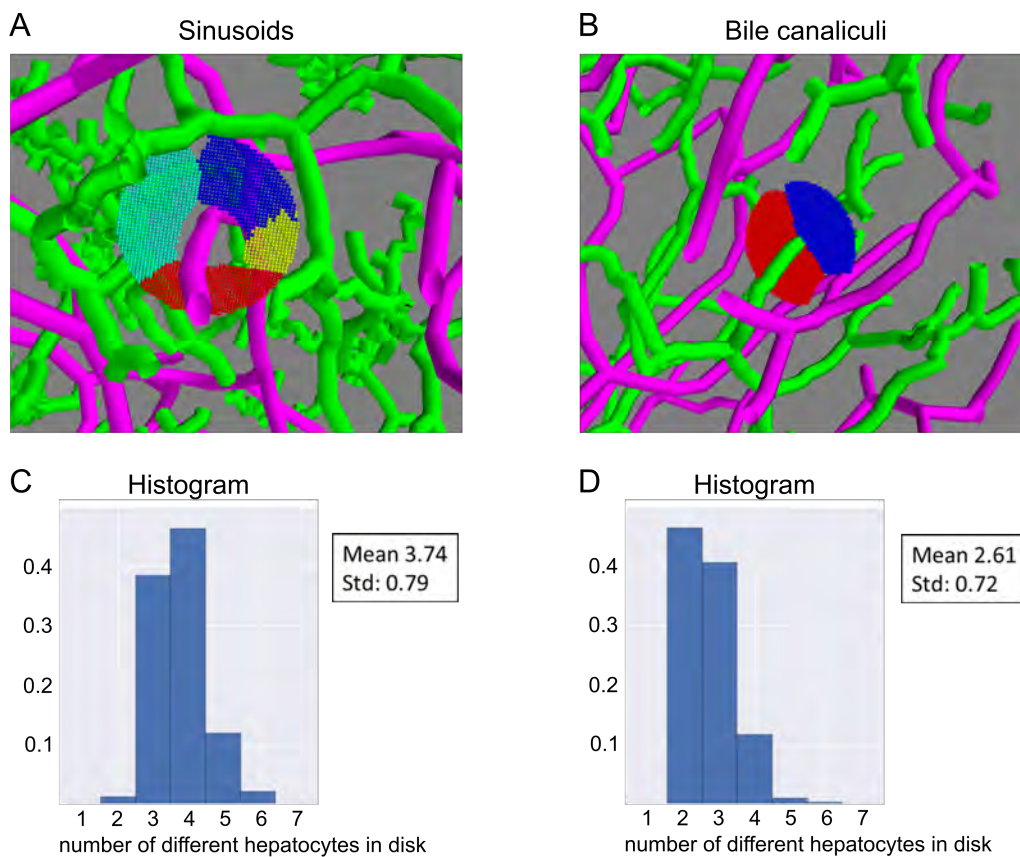 A
Sinusoids
B
Bile canaliculi
C
Histogram
0.4
0.3
0.2
0.1
Mean 3.74
Std: 0.79
1 2 3 4 5 6 7
number of different hepatocytes in disk
D
Histogram
0.4
0.3
0.2
0.1
Mean 2.61
Std: 0.72
1 2 3 4 5 6 7
number of different hepatocytes in disk